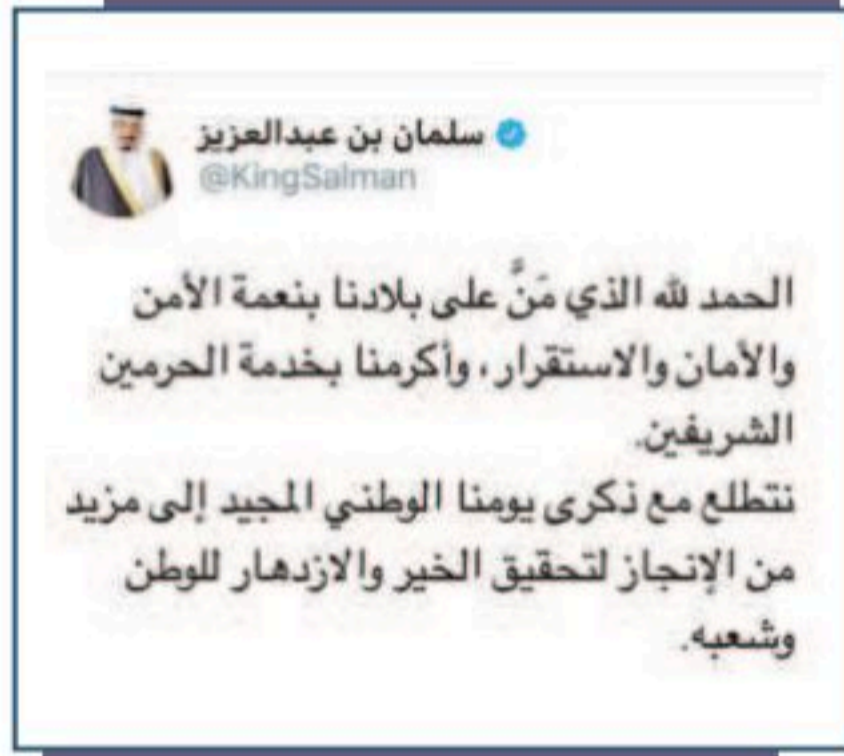 سلمان بن عبدالعزيز
@KingSalman
الحمد لله الذي مَنَّ على بلادنا بنعمة الأمن
والأمان والاستقرار، وأكرمنا بخدمة الحرمين
الشريفين.
نتطلع مع ذكرى يومنا الوطني المجيد إلى مزيد
من الإنجاز لتحقيق الخير والازدهار للوطن
وشعبه.